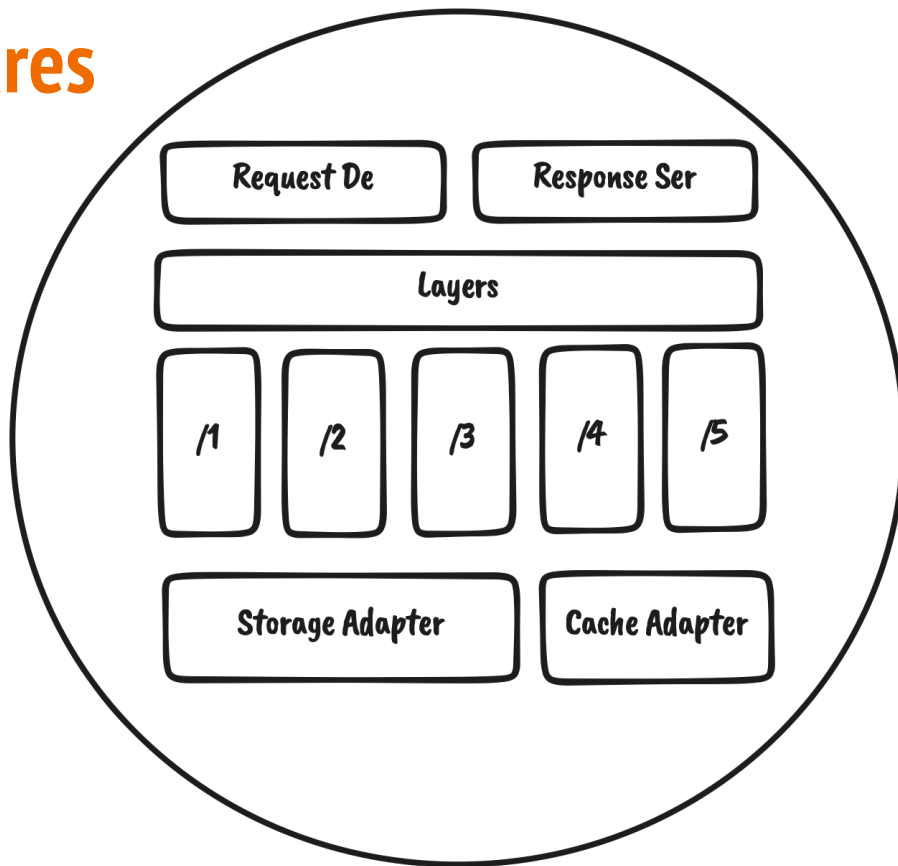 res
Request De
Response Ser
Layers
/1
/2
/3
/4
/5
Storage Adapter
Cache Adapter